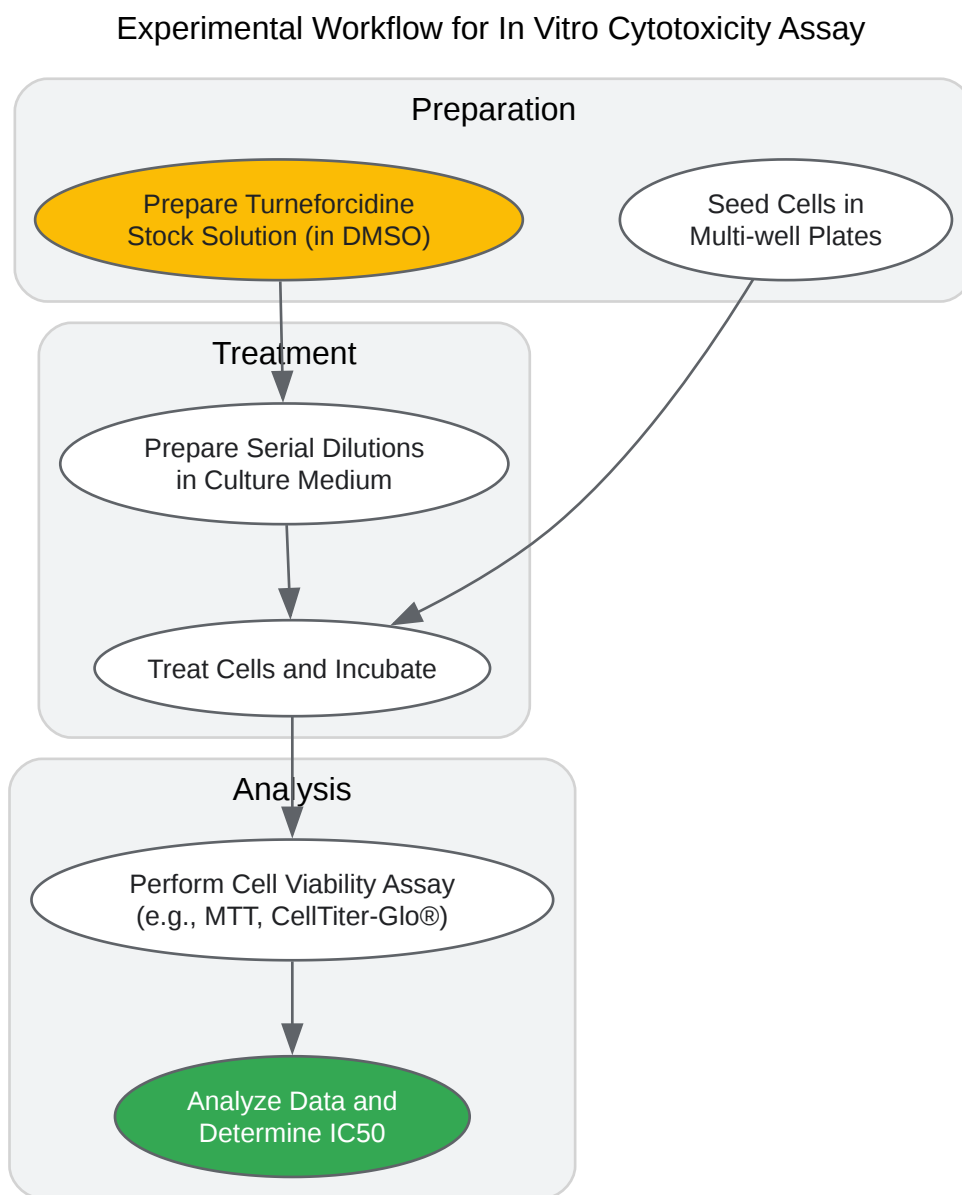 Experimental Workflow for In Vitro Cytotoxicity Assay
Preparation
Prepare Turneforcidine
Stock Solution (in DMSO)
Seed Cells in
Multi-well Plates
Treatment
Prepare Serial Dilutions
in Culture Medium
Treat Cells and Incubate
Analysis
Perform Cell Viability Assay
(e.g., MTT, CellTiter-Glo®)
Analyze Data and
Determine IC50